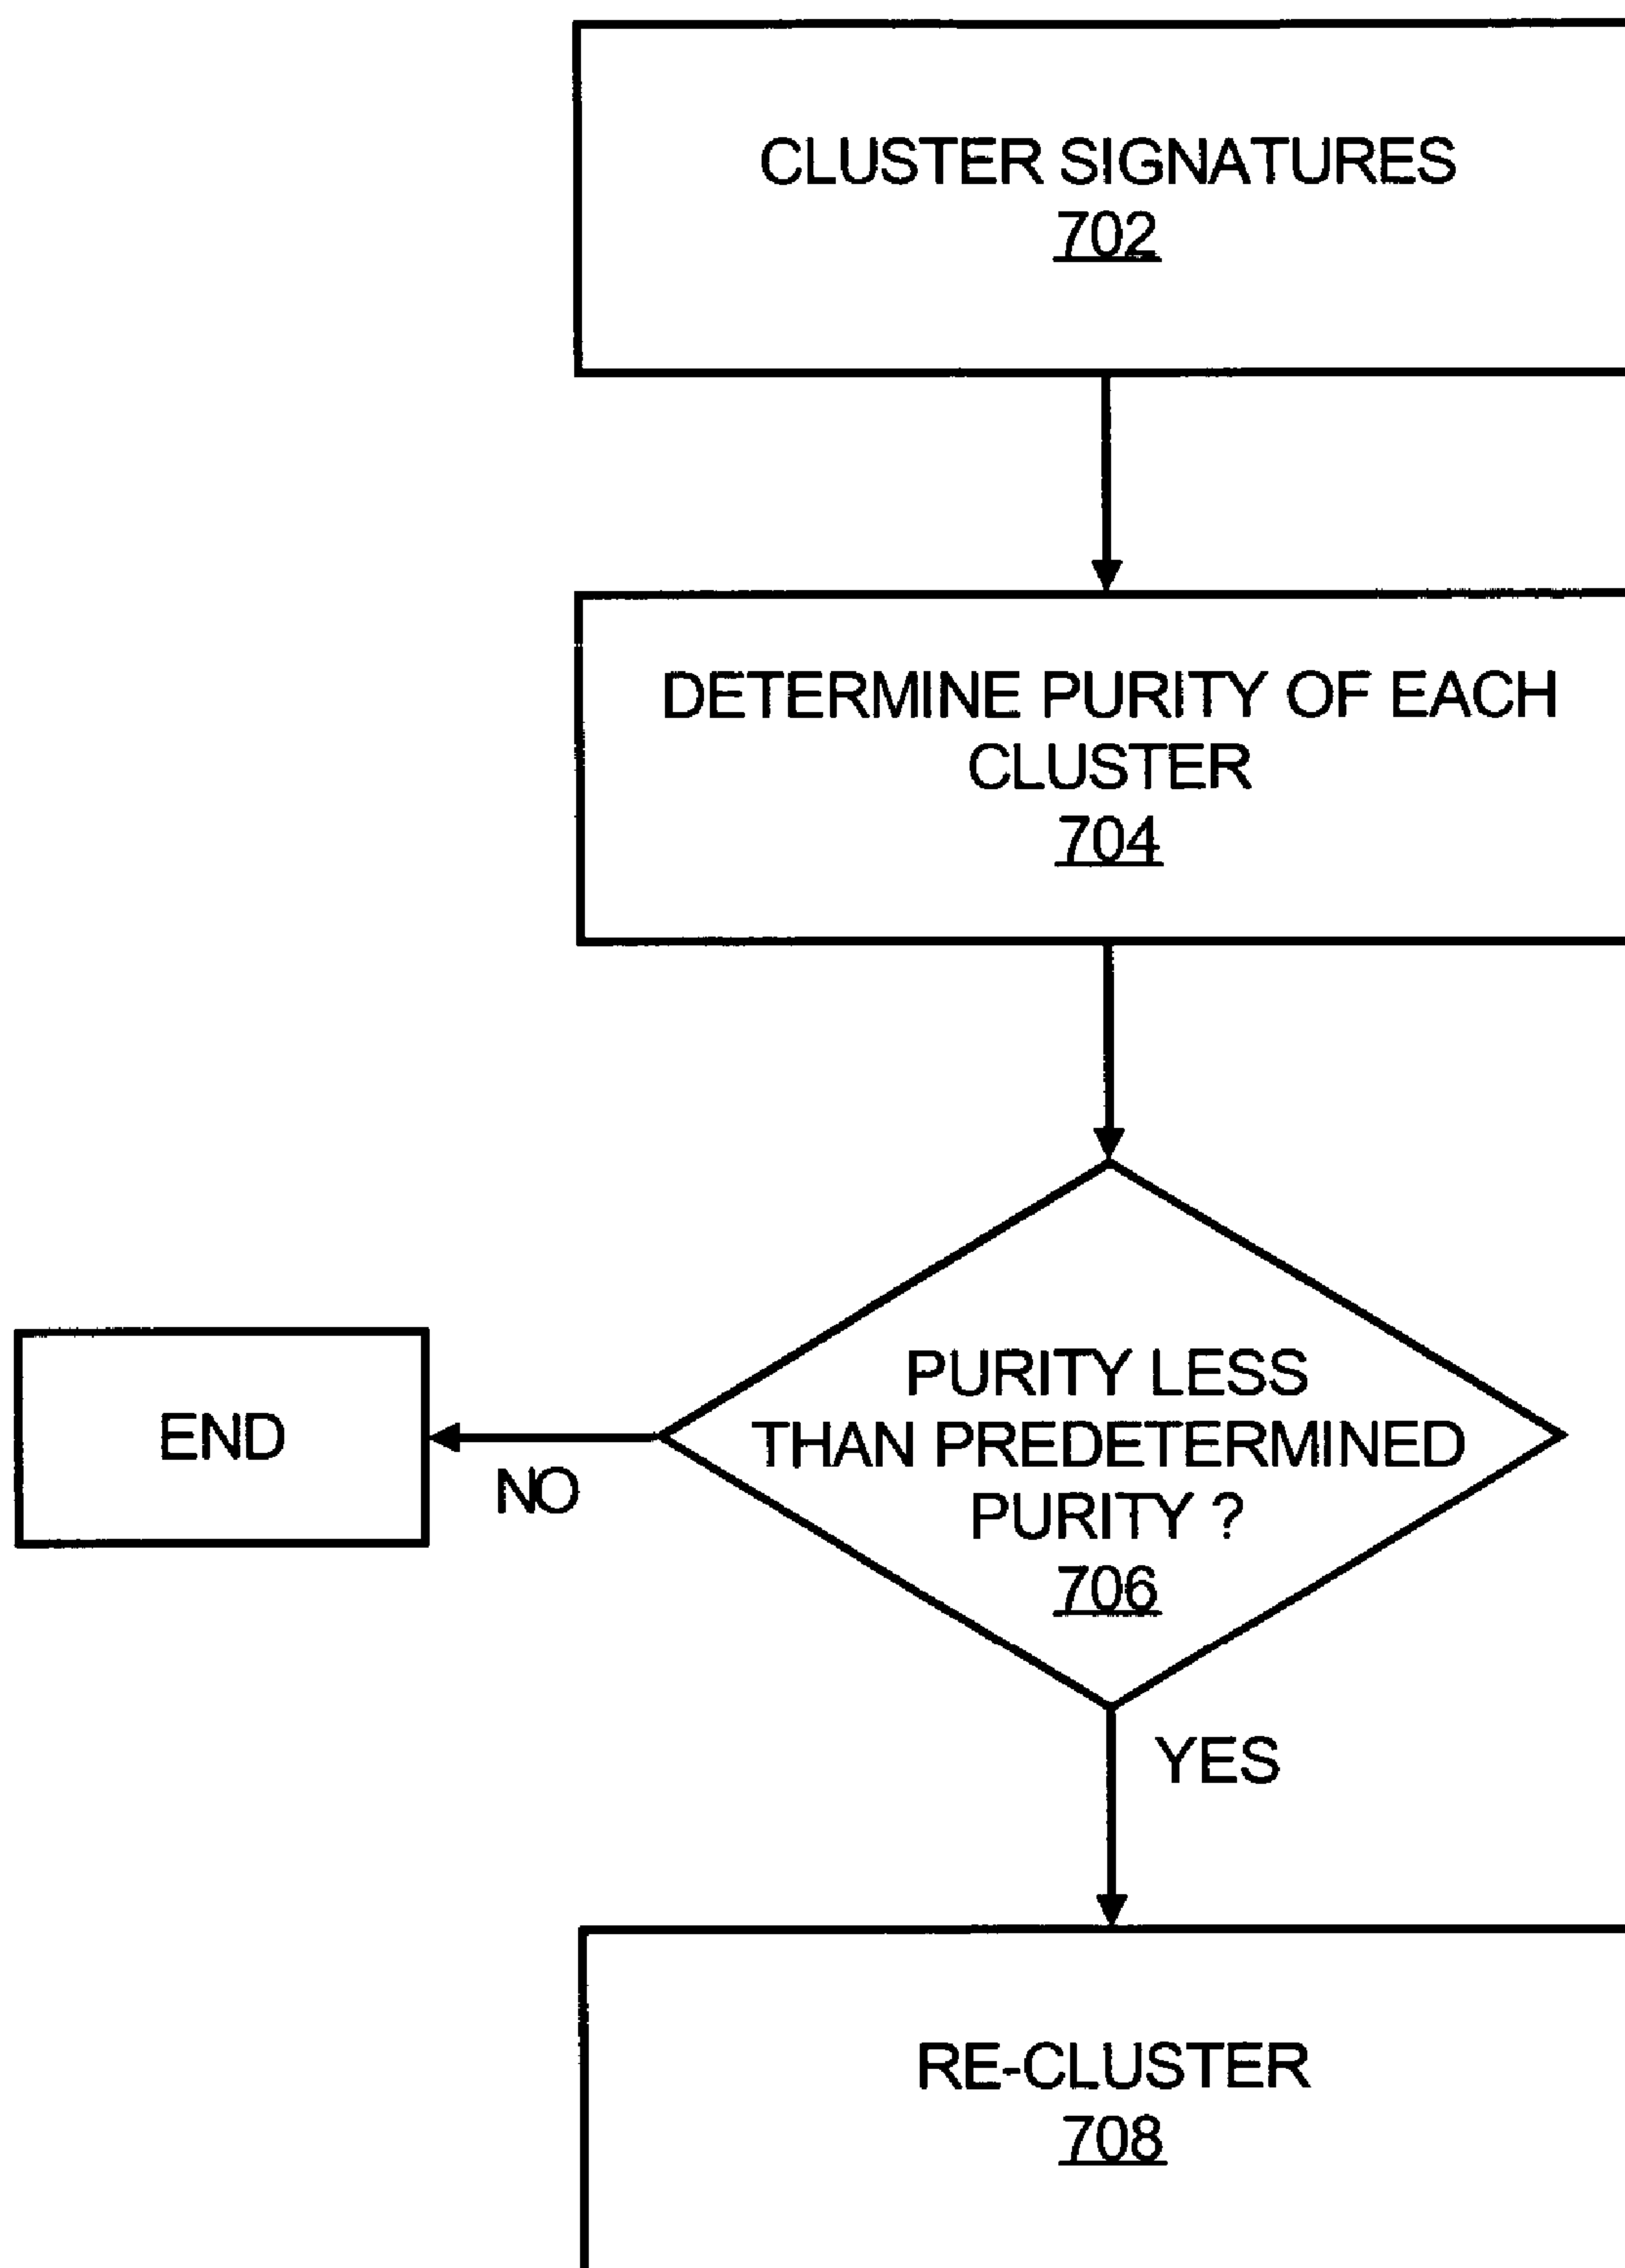 CLUSTER SIGNATURES
702
DETERMINE PURITY OF EACH
CLUSTER
704
PURITY LESS
THAN PREDETERMINED
PURITY ?
706
END
NO
YES
RE-CLUSTER
708